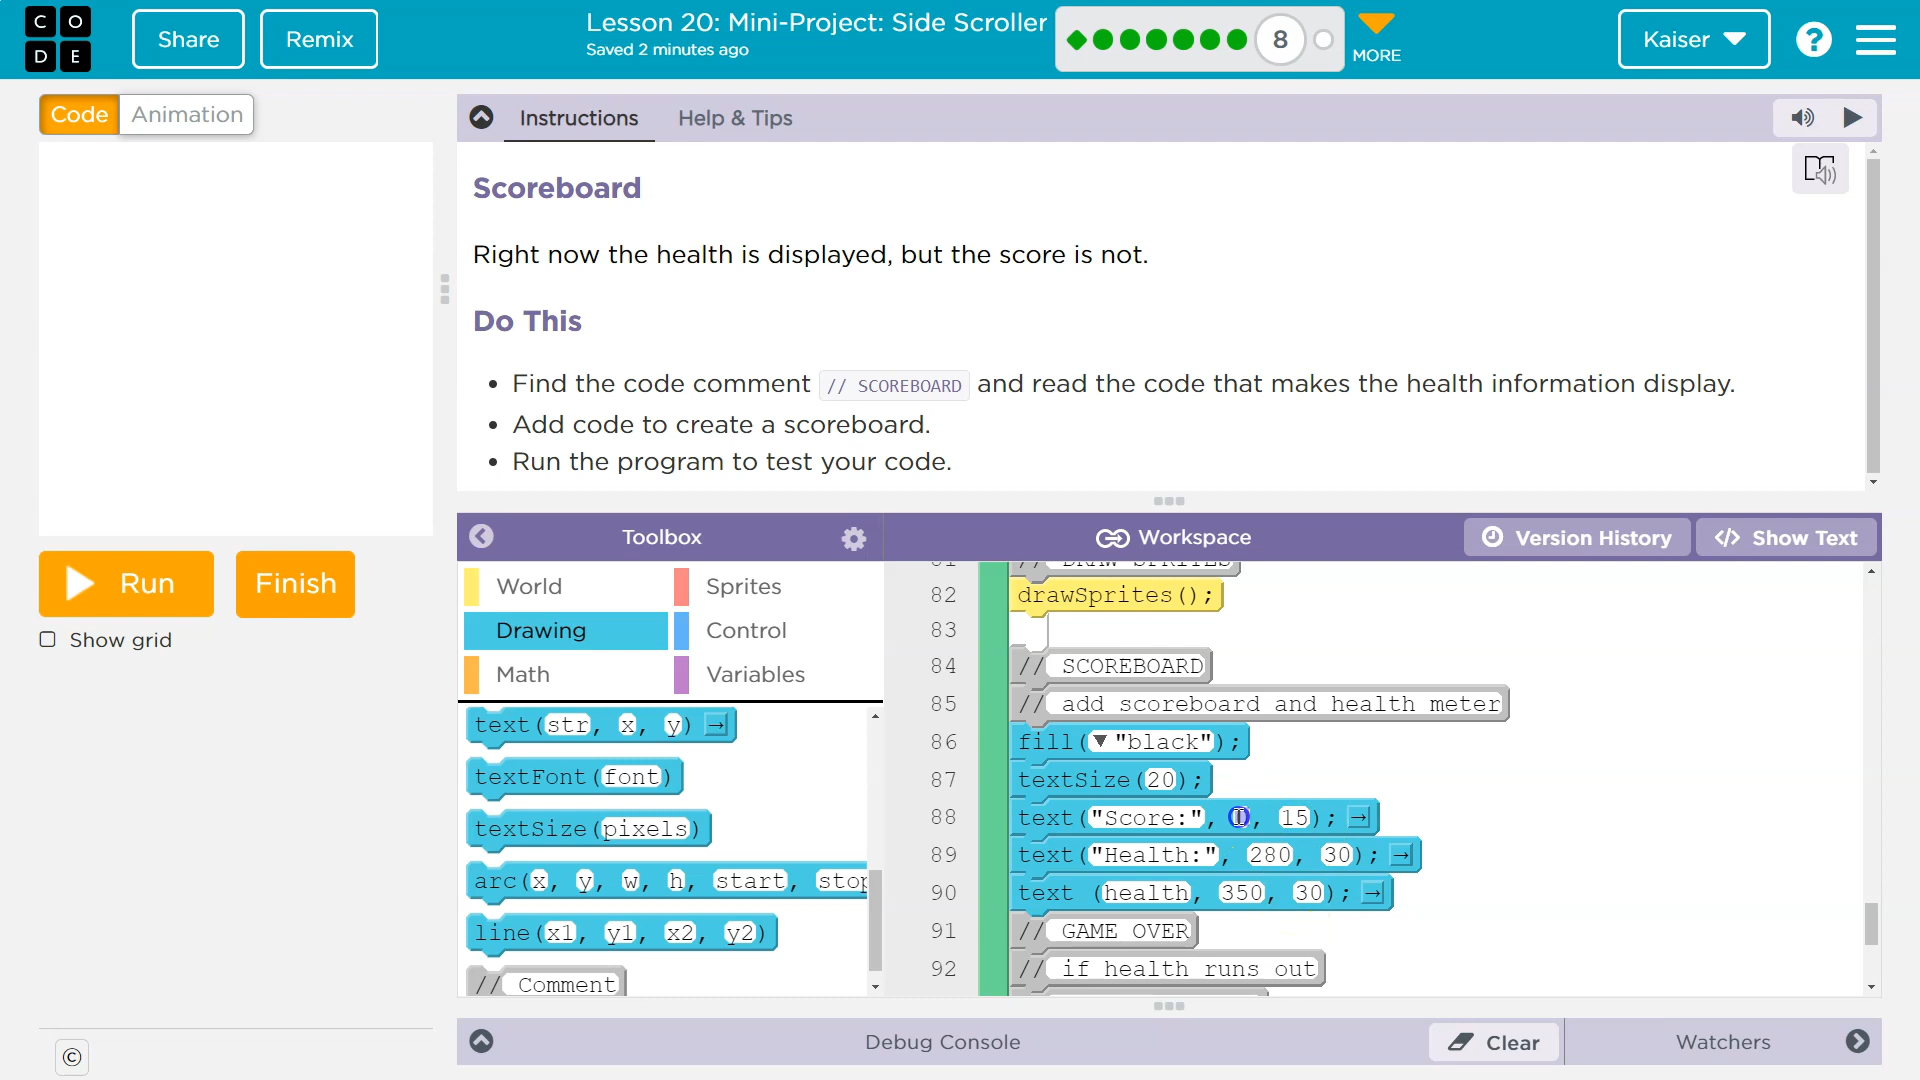 C O D E
Share
Remix
Lesson 20: Mini-Project: Side Scroller
Saved 2 minutes ago
8
MORE
Kaiser
?
Code
Animation
Instructions
Help & Tips
Scoreboard
Right now the health is displayed, but the score is not.
Do This
• Find the code comment // SCOREBOARD and read the code that makes the health information display.
• Add code to create a scoreboard.
• Run the program to test your code.
Run
Finish
Show grid
Toolbox
Workspace
Version History
</> Show Text
World
Sprites
Drawing
Control
Math
Variables
text(str, x, y) →
textFont(font)
textSize(pixels)
arc(x, y, w, h, start, stop
line(x1, y1, x2, y2)
// Comment
81 // DRAW SPRITES
82 drawSprites();
83
84 // SCOREBOARD
85 // add scoreboard and health meter
86 fill(▼"black");
87 textSize(20);
88 text("Score:", , 15); →
89 text("Health:", 280, 30); →
90 text (health, 350, 30); →
91 // GAME OVER
92 // if health runs out
Debug Console
Clear
Watchers
©